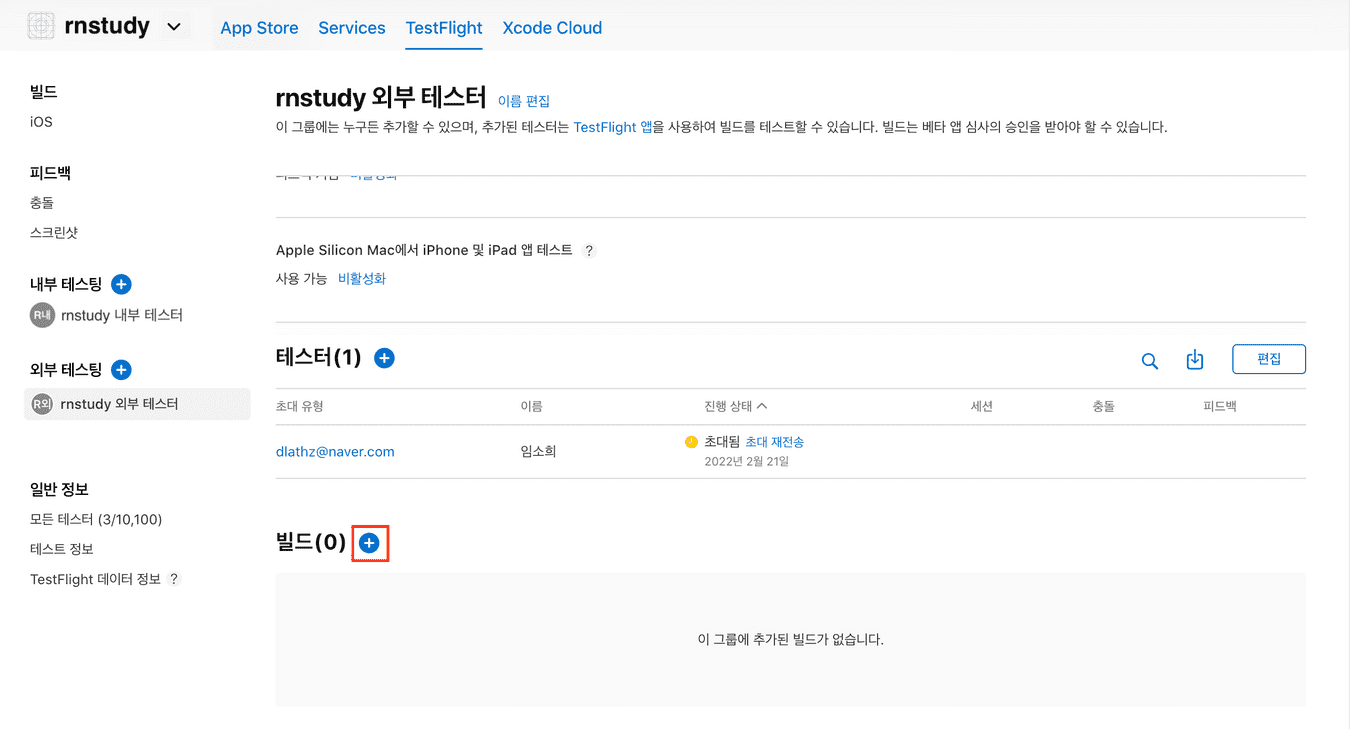 rnstudy
App Store Services TestFlight Xcode Cloud
빌드
iOS
피드백
충돌
스크린샷
내부 테스팅
R내 rnstudy 내부 테스터
외부 테스팅
R외 rnstudy 외부 테스터
일반 정보
모든 테스터 (3/10,100)
테스트 정보
TestFlight 데이터 정보 ?
rnstudy 외부 테스터 이름 편집
이 그룹에는 누구든 추가할 수 있으며, 추가된 테스터는 TestFlight 앱을 사용하여 빌드를 테스트할 수 있습니다. 빌드는 베타 앱 심사의 승인을 받아야 할 수 있습니다.
Apple Silicon Mac에서 iPhone 및 iPad 앱 테스트 ?
사용 가능 비활성화
테스터(1)
편집
초대 유형 이름 진행 상태 세션 충돌 피드백
dlathz@naver.com 임소희 초대됨 초대 재전송
2022년 2월 21일
빌드(0)
이 그룹에 추가된 빌드가 없습니다.